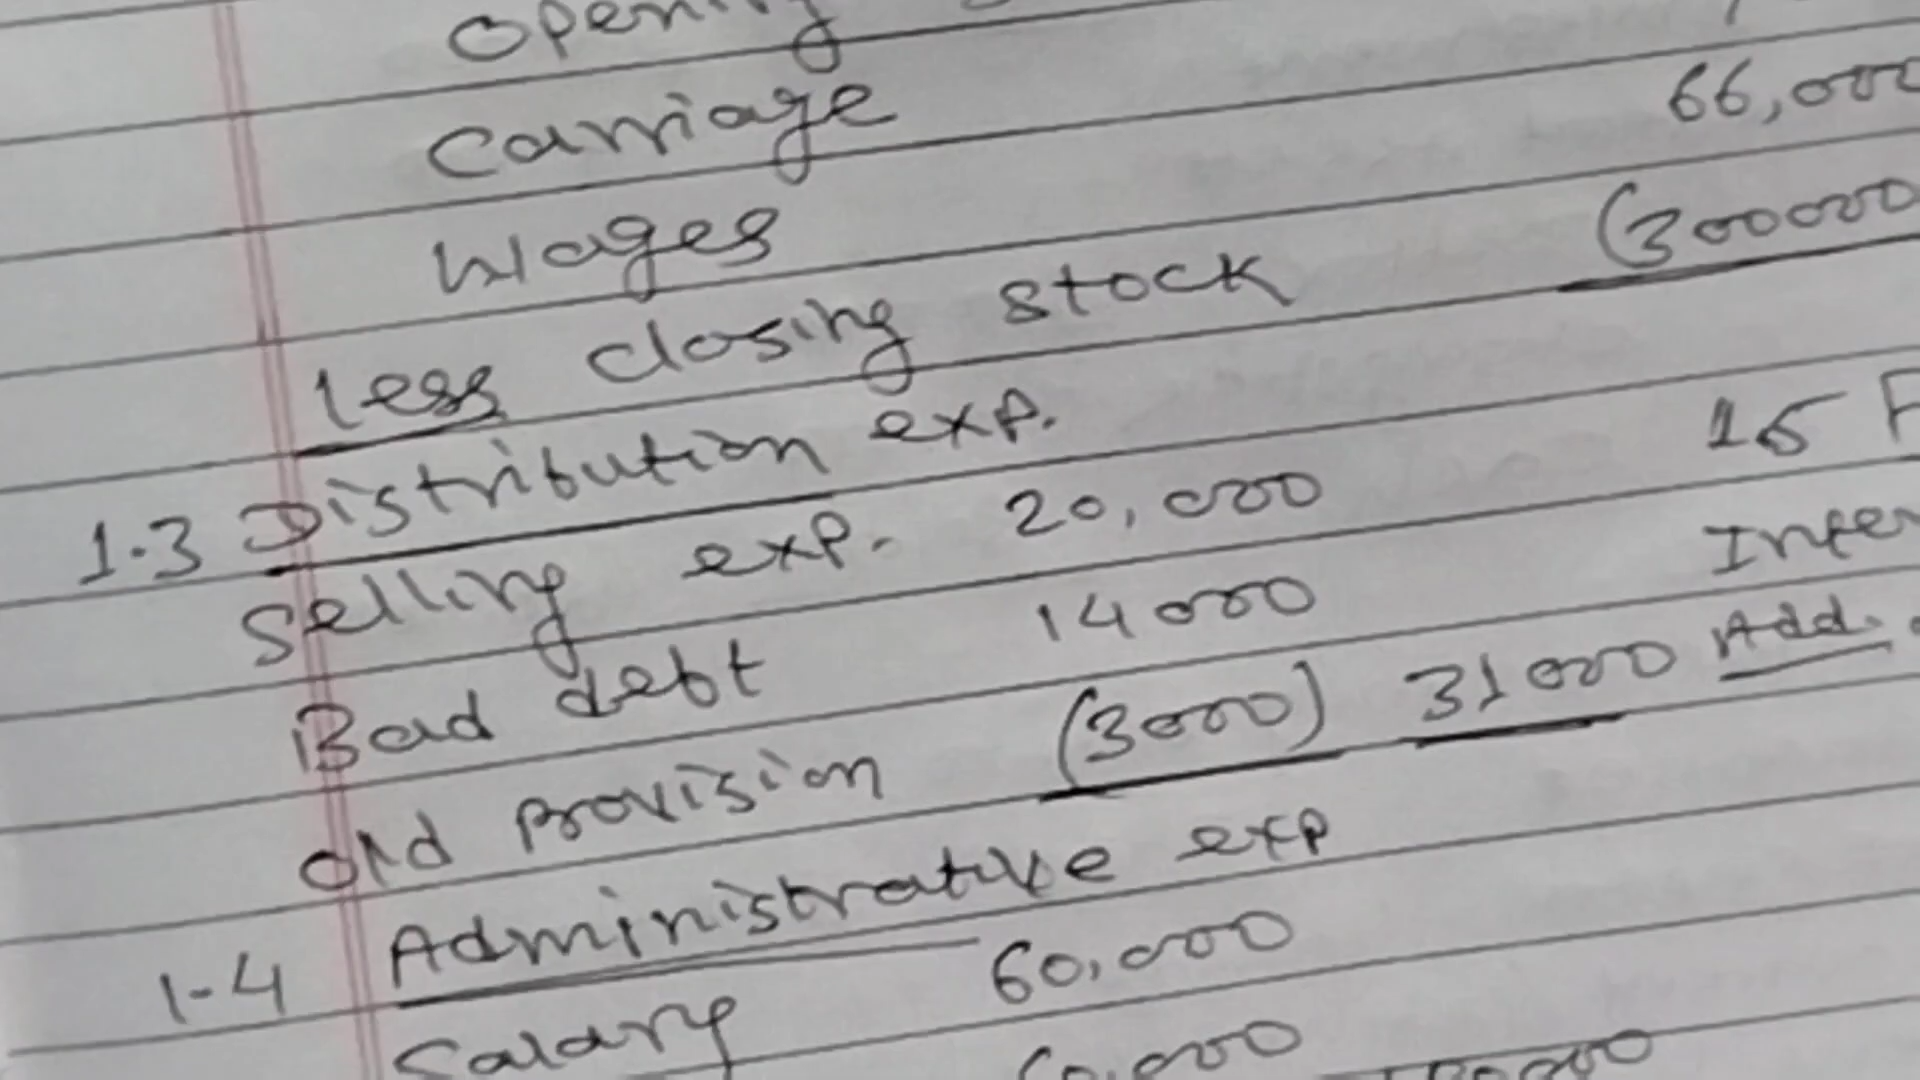 Opening
Carriage
Wages 66,000
Less closing stock (300000
1.3 Distribution exp.
Selling exp. 20,000 15
Bad debt 14000
Old provision (3000) 31000 Add.
1-4 Administrative exp
Salary 60,000